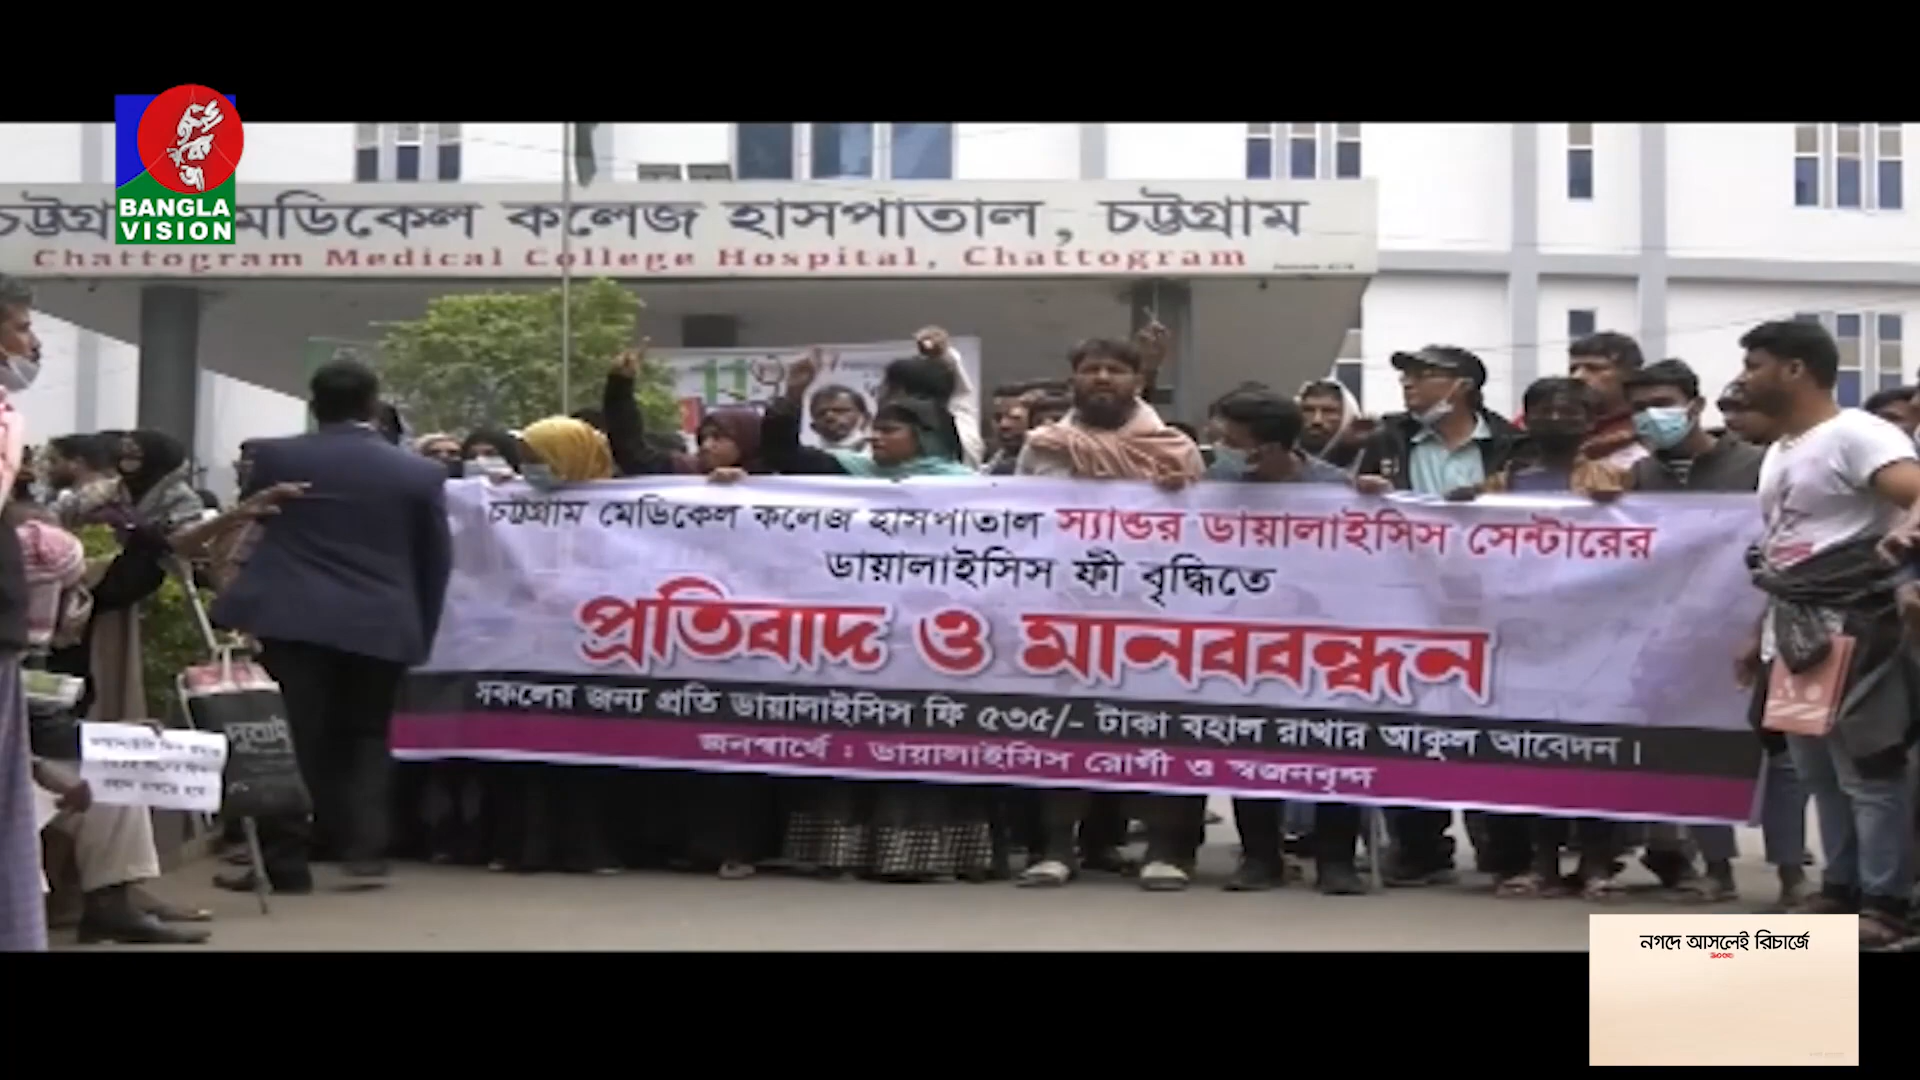 চট্টগ্রাম মেডিকেল কলেজ হাসপাতাল, চট্টগ্রাম
Chattogram Medical College Hospital, Chattogram
BANGLA
VISION
চট্টগ্রাম মেডিকেল কলেজ হাসপাতাল স্যান্ডর ডায়ালাইসিস সেন্টারের
ডায়ালাইসিস ফী বৃদ্ধিতে
প্রতিবাদ ও মানববন্ধন
সকলের জন্য প্রতি ডায়ালাইসিস ফি ৫৩৫/- টাকা বহাল রাখার আকুল আবেদন।
জনস্বার্থে : ডায়ালাইসিস রোগী ও স্বজনবৃন্দ
নগদে আসলেই রিচার্জে